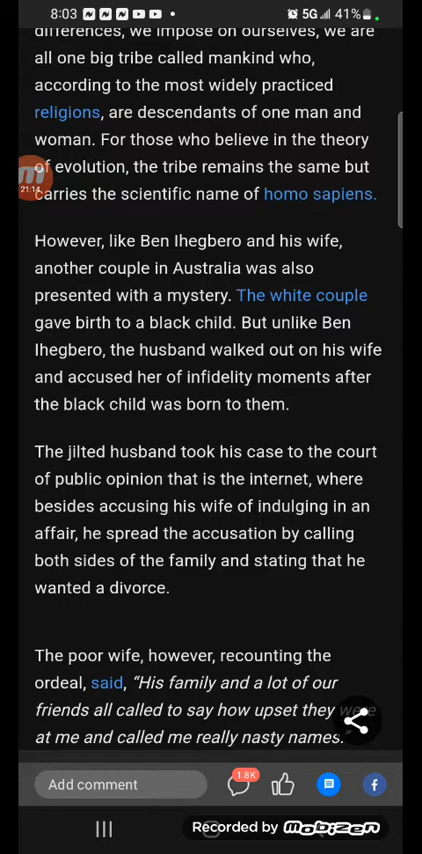 8:03
5G 41%
differences, we impose on ourselves, we are
all one big tribe called mankind who,
according to the most widely practiced
religions, are descendants of one man and
woman. For those who believe in the theory
of evolution, the tribe remains the same but
21:14
carries the scientific name of homo sapiens.
However, like Ben Ihegbero and his wife,
another couple in Australia was also
presented with a mystery. The white couple
gave birth to a black child. But unlike Ben
Ihegbero, the husband walked out on his wife
and accused her of infidelity moments after
the black child was born to them.
The jilted husband took his case to the court
of public opinion that is the internet, where
besides accusing his wife of indulging in an
affair, he spread the accusation by calling
both sides of the family and stating that he
wanted a divorce.
The poor wife, however, recounting the
ordeal, said, “His family and a lot of our
friends all called to say how upset they were
at me and called me really nasty names.”
Add comment
1.8K
Recorded by mobizen